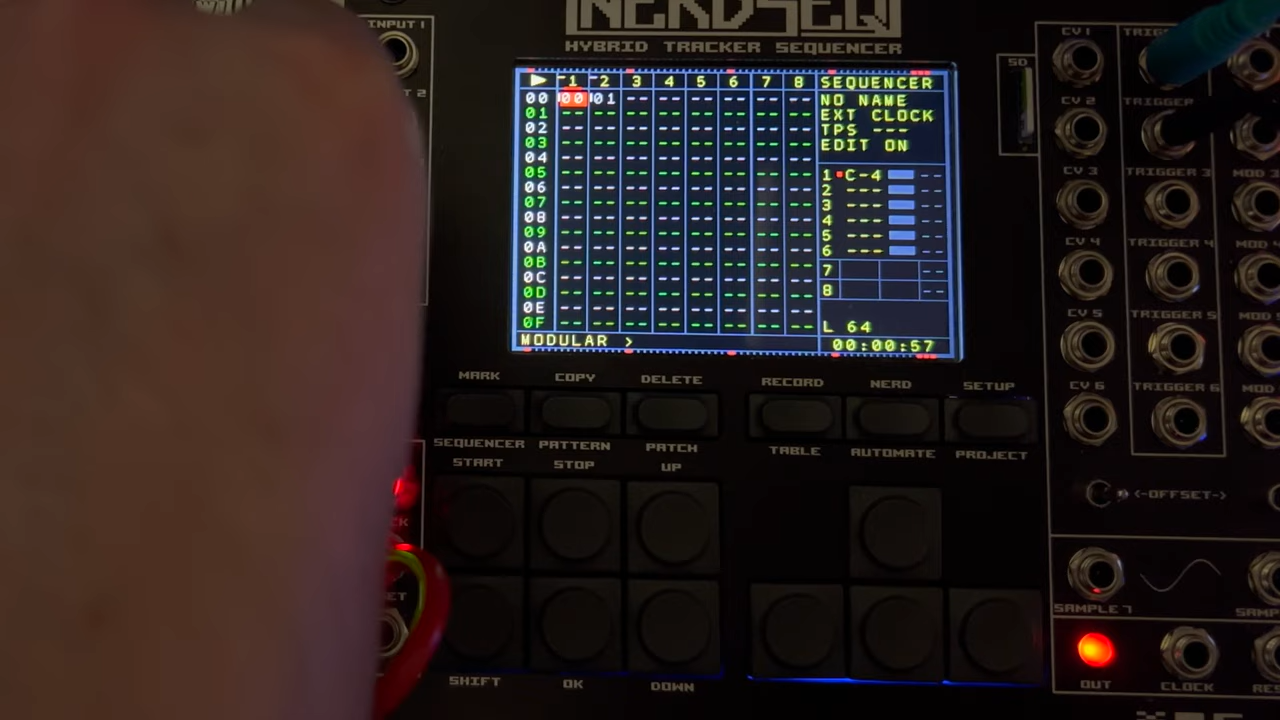 NERDSEQ
HYBRID TRACKER SEQUENCER
INPUT 1
1 2 3 4 5 6 7 8 SEQUENCER
00 00 01 -- -- -- -- -- -- NO NAME
01 -- -- -- -- -- -- -- -- EXT CLOCK
02 -- -- -- -- -- -- -- -- TPS ---
03 -- -- -- -- -- -- -- -- EDIT ON
04 -- -- -- -- -- -- -- --
05 -- -- -- -- -- -- -- -- 1 C-4 --
06 -- -- -- -- -- -- -- -- 2 --- --
07 -- -- -- -- -- -- -- -- 3 --- --
08 -- -- -- -- -- -- -- -- 4 --- --
09 -- -- -- -- -- -- -- -- 5 --- --
0A -- -- -- -- -- -- -- -- 6 --- --
0B -- -- -- -- -- -- -- -- 7 --
0C -- -- -- -- -- -- -- -- 8 --
0D -- -- -- -- -- -- -- --
0E -- -- -- -- -- -- -- --
0F -- -- -- -- -- -- -- -- L 64
MODULAR > 00:00:57
SD
CV 1
CV 2 TRIGGER
CV 3 TRIGGER 3
CV 4 TRIGGER 4 MOD 4
CV 5 TRIGGER 5
CV 6 TRIGGER 6
<-OFFSET->
SAMPLE 7
OUT CLOCK
MARK COPY DELETE RECORD NERD SETUP
SEQUENCER PATTERN PATCH TABLE AUTOMATE PROJECT
START STOP UP
SHIFT OK DOWN